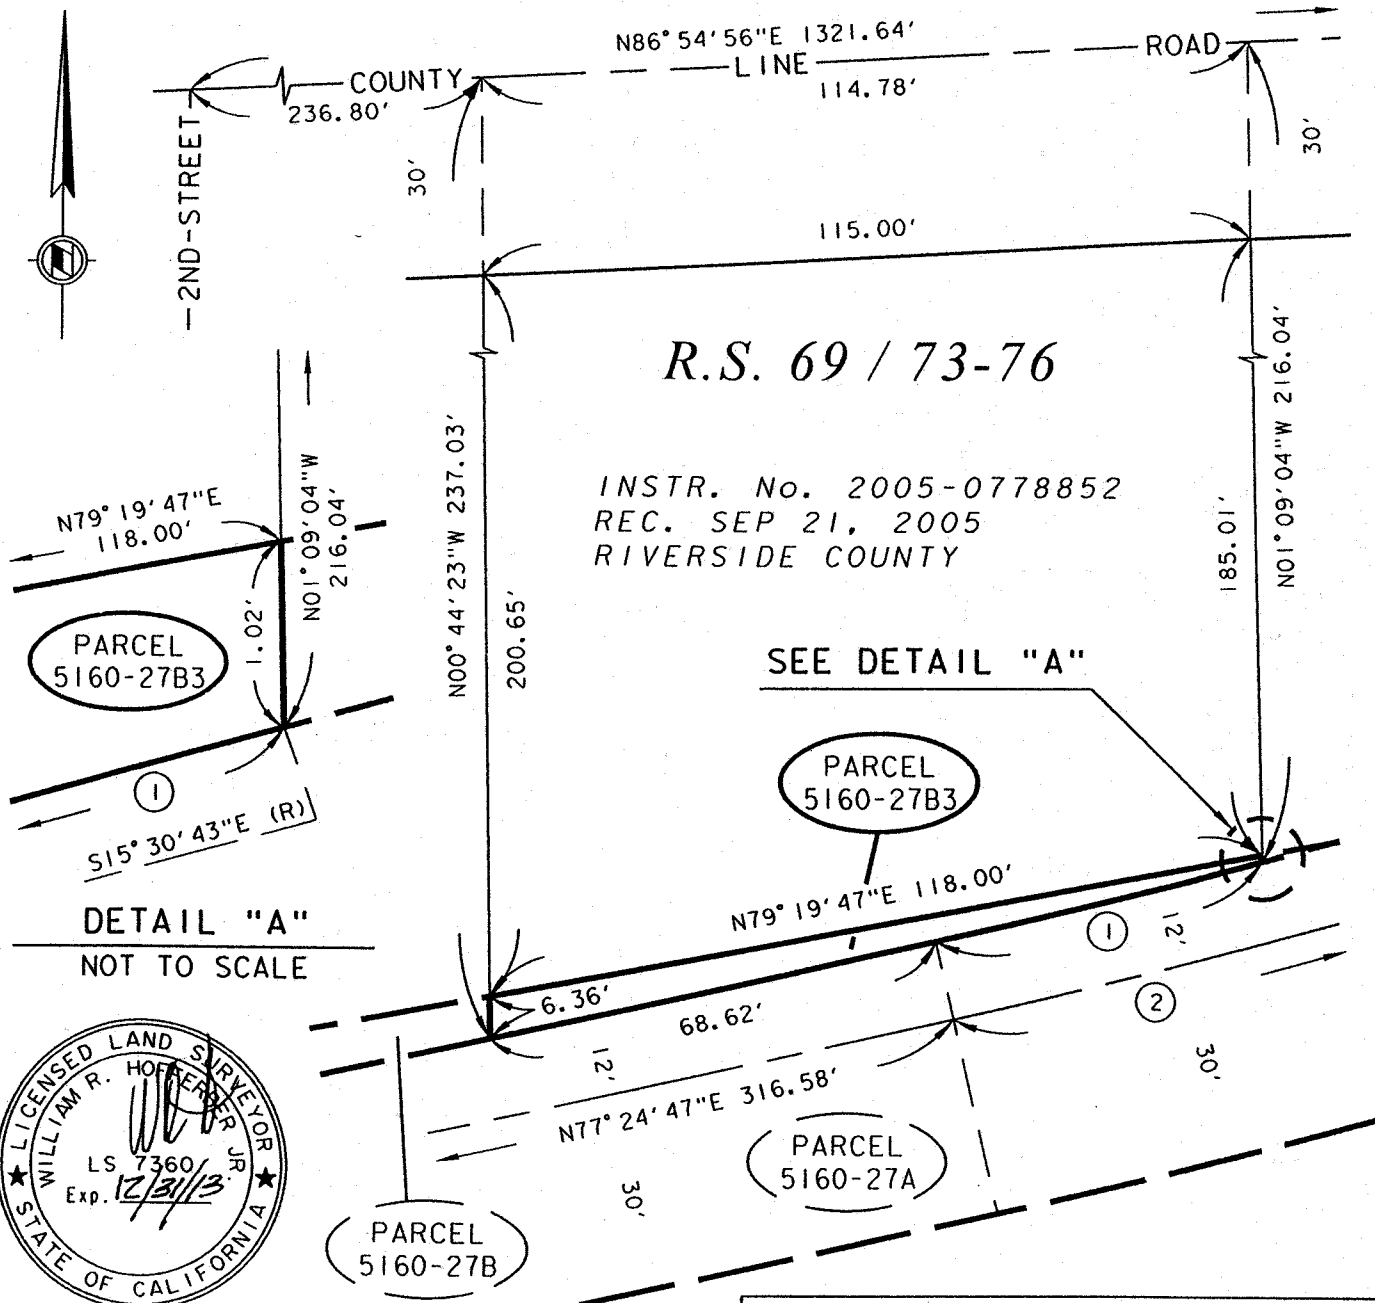 N86°54'56"E 1321.64'
COUNTY LINE ROAD
236.80'
114.78'
30'
30'
2ND STREET
115.00'
R.S. 69 / 73-76
INSTR. No. 2005-0778852
REC. SEP 21, 2005
RIVERSIDE COUNTY
N00°44'23"W 237.03'
200.65'
185.01'
N01°09'04"W 216.04'
N79°19'47"E
118.00'
N01°09'04"W
216.04'
1.02'
PARCEL
5160-27B3
1
S15°30'43"E (R)
DETAIL "A"
NOT TO SCALE
SEE DETAIL "A"
PARCEL
5160-27B3
N79°19'47"E 118.00'
1
12'
2
6.36'
68.62'
12'
N77°24'47"E 316.58'
30'
30'
PARCEL
5160-27A
PARCEL
5160-27B
LICENSED LAND SURVEYOR
WILLIAM R. HOFFERBER JR.
LS 7360
Exp. 12/31/13
STATE OF CALIFORNIA